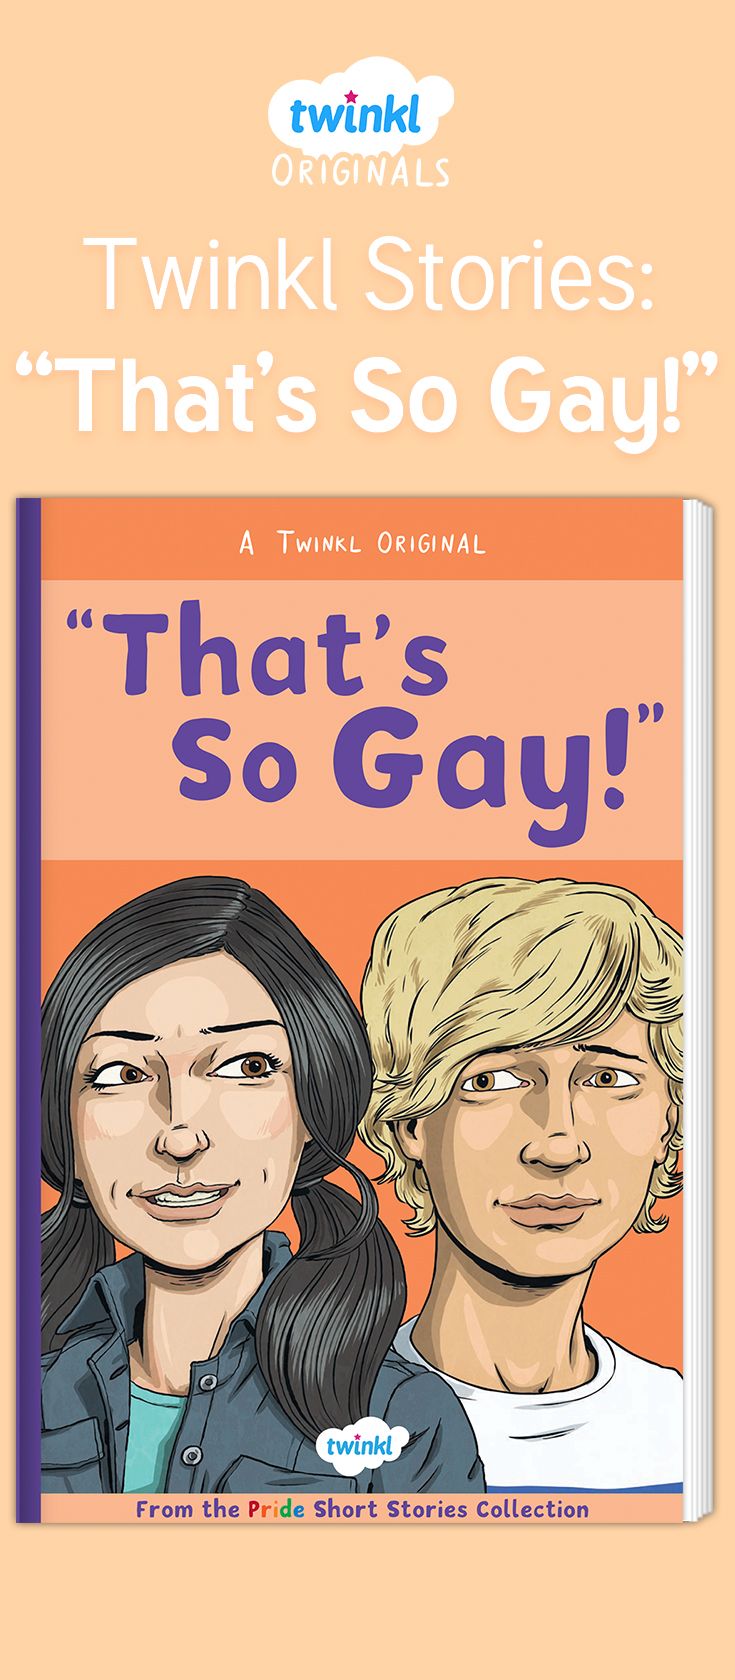 twinkl
ORIGINALS
Twinkl Stories:
“That’s So Gay!”
A TWINKL ORIGINAL
“That’s
So Gay!”
twinkl
From the Pride Short Stories Collection